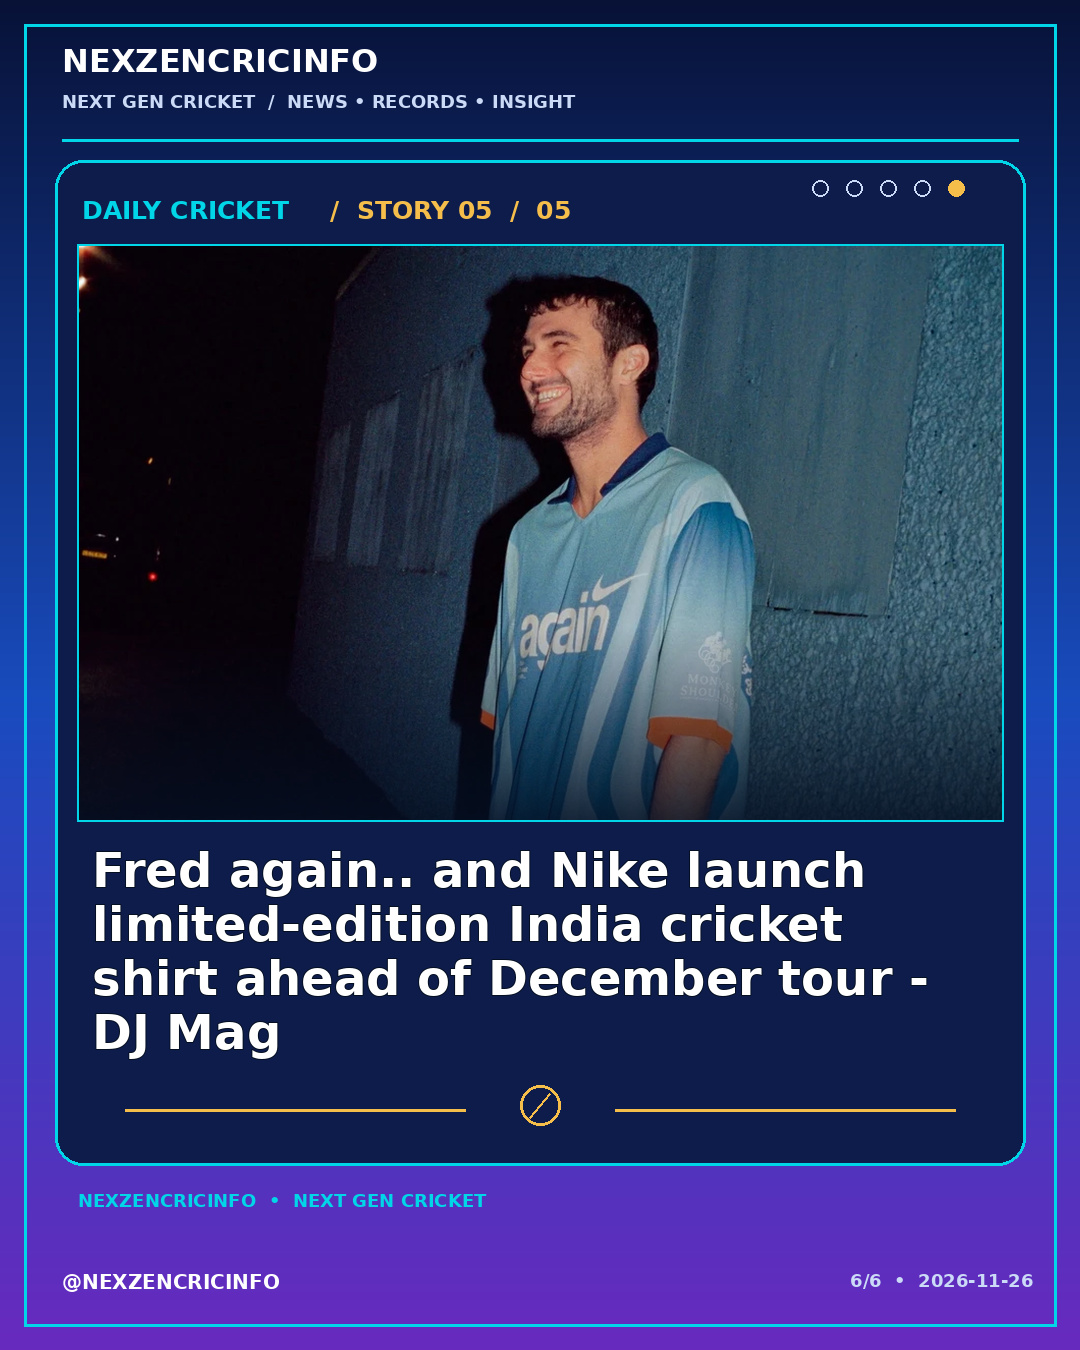 NEXZENCRICINFO
NEXT GEN CRICKET / NEWS • RECORDS • INSIGHT
DAILY CRICKET / STORY 05 / 05
again
Fred again.. and Nike launch
limited-edition India cricket
shirt ahead of December tour -
DJ Mag
NEXZENCRICINFO • NEXT GEN CRICKET
@NEXZENCRICINFO
6/6 • 2026-11-26